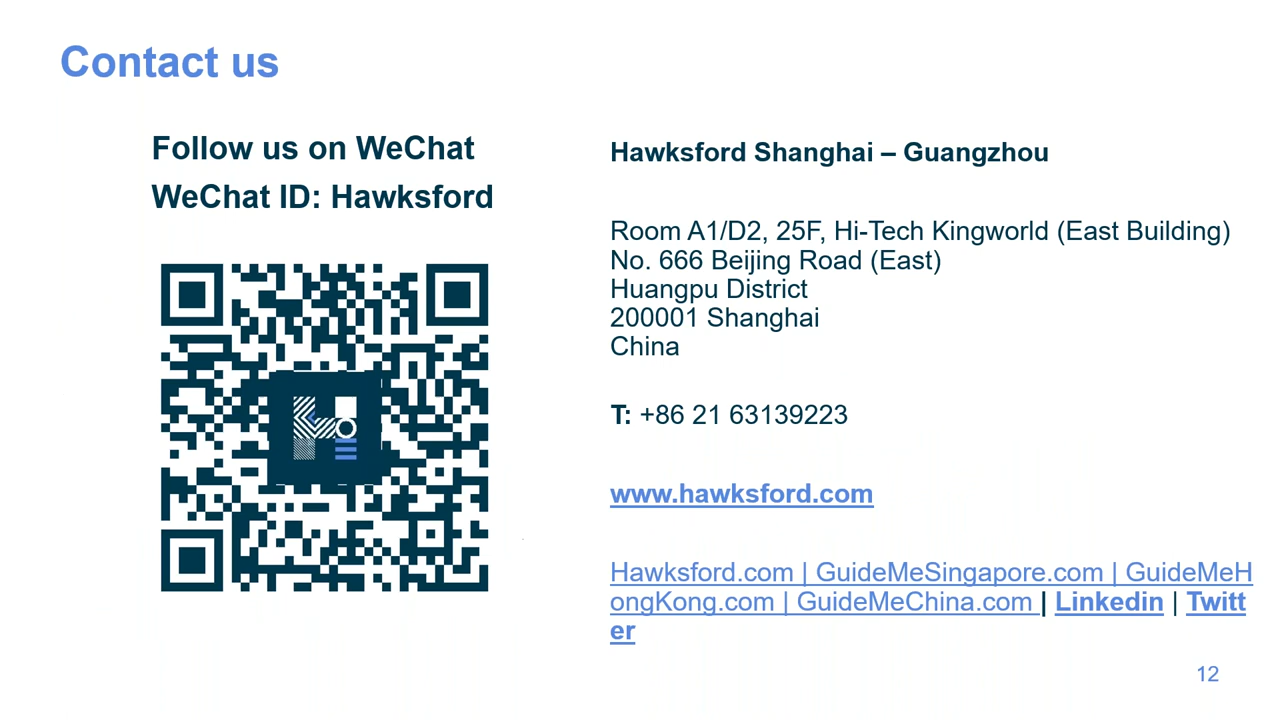 Contact us
Follow us on WeChat
WeChat ID: Hawksford
Hawksford Shanghai – Guangzhou
Room A1/D2, 25F, Hi-Tech Kingworld (East Building)
No. 666 Beijing Road (East)
Huangpu District
200001 Shanghai
China
T: +86 21 63139223
www.hawksford.com
Hawksford.com | GuideMeSingapore.com | GuideMeH
ongKong.com | GuideMeChina.com | Linkedin | Twitt
er
12